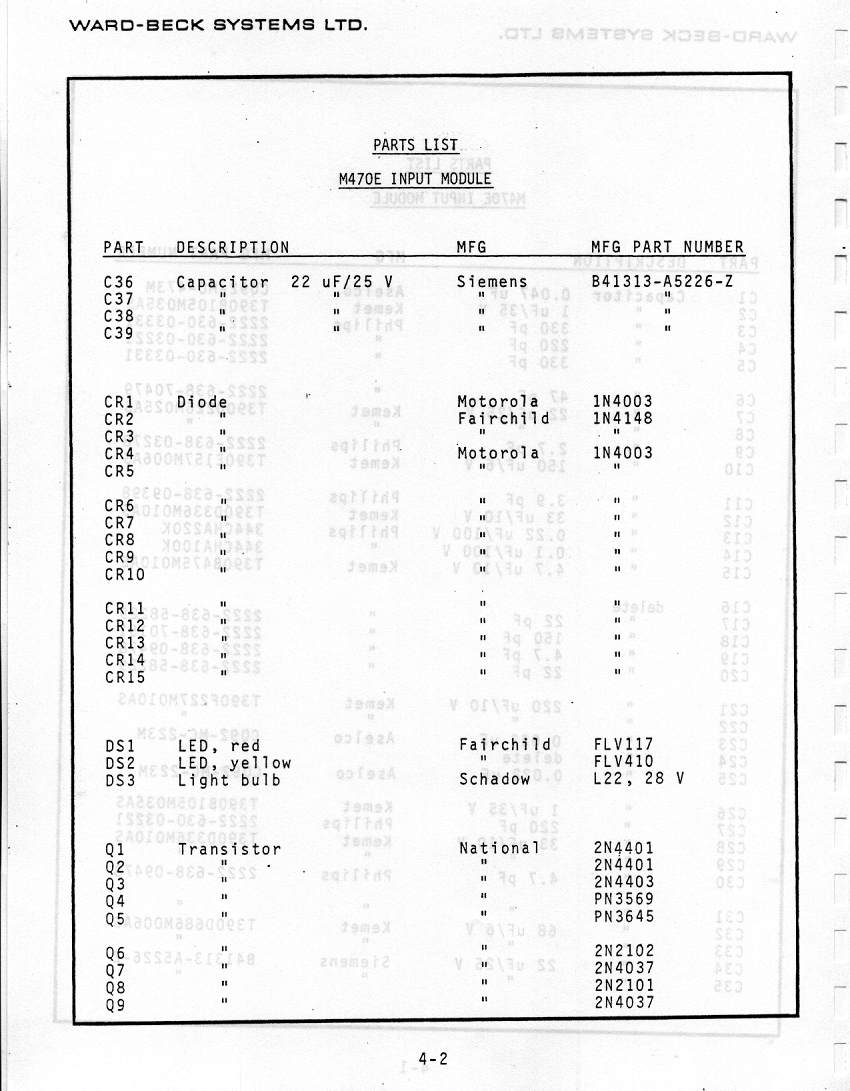 WARD-BECK SYSTEMS LTD.
PARTS LIST
M470E INPUT MODULE
PART DESCRIPTION MFG MFG PART NUMBER
C36 Capacitor 22 uF/25 V Siemens B41313-A5226-Z
C37 " " " "
C38 " " " "
C39 " " " "
CR1 Diode Motorola 1N4003
CR2 " Fairchild 1N4148
CR3 " " "
CR4 " Motorola 1N4003
CR5 " " "
CR6 " " "
CR7 " " "
CR8 " " "
CR9 " " "
CR10 " " "
CR11 " " "
CR12 " " "
CR13 " " "
CR14 " " "
CR15 " " "
DS1 LED, red Fairchild FLV117
DS2 LED, yellow " FLV410
DS3 Light bulb Schadow L22, 28 V
Q1 Transistor National 2N4401
Q2 " " 2N4401
Q3 " " 2N4403
Q4 " " PN3569
Q5 " " PN3645
Q6 " " 2N2102
Q7 " " 2N4037
Q8 " " 2N2101
Q9 " " 2N4037
4-2